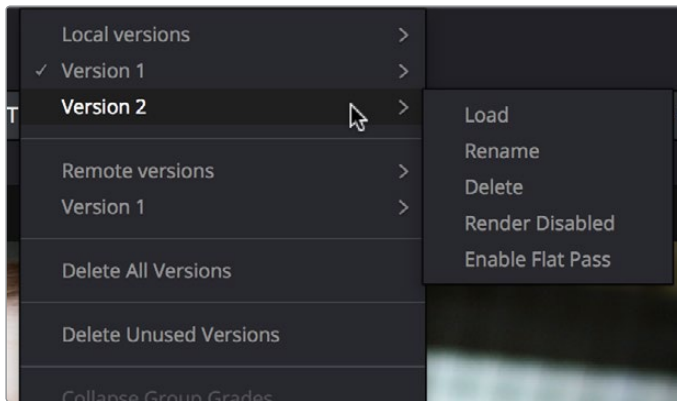 Local versions
✓ Version 1
Version 2
Remote versions
Version 1
Delete All Versions
Delete Unused Versions
Collapse Group Grades
Load
Rename
Delete
Render Disabled
Enable Flat Pass
T